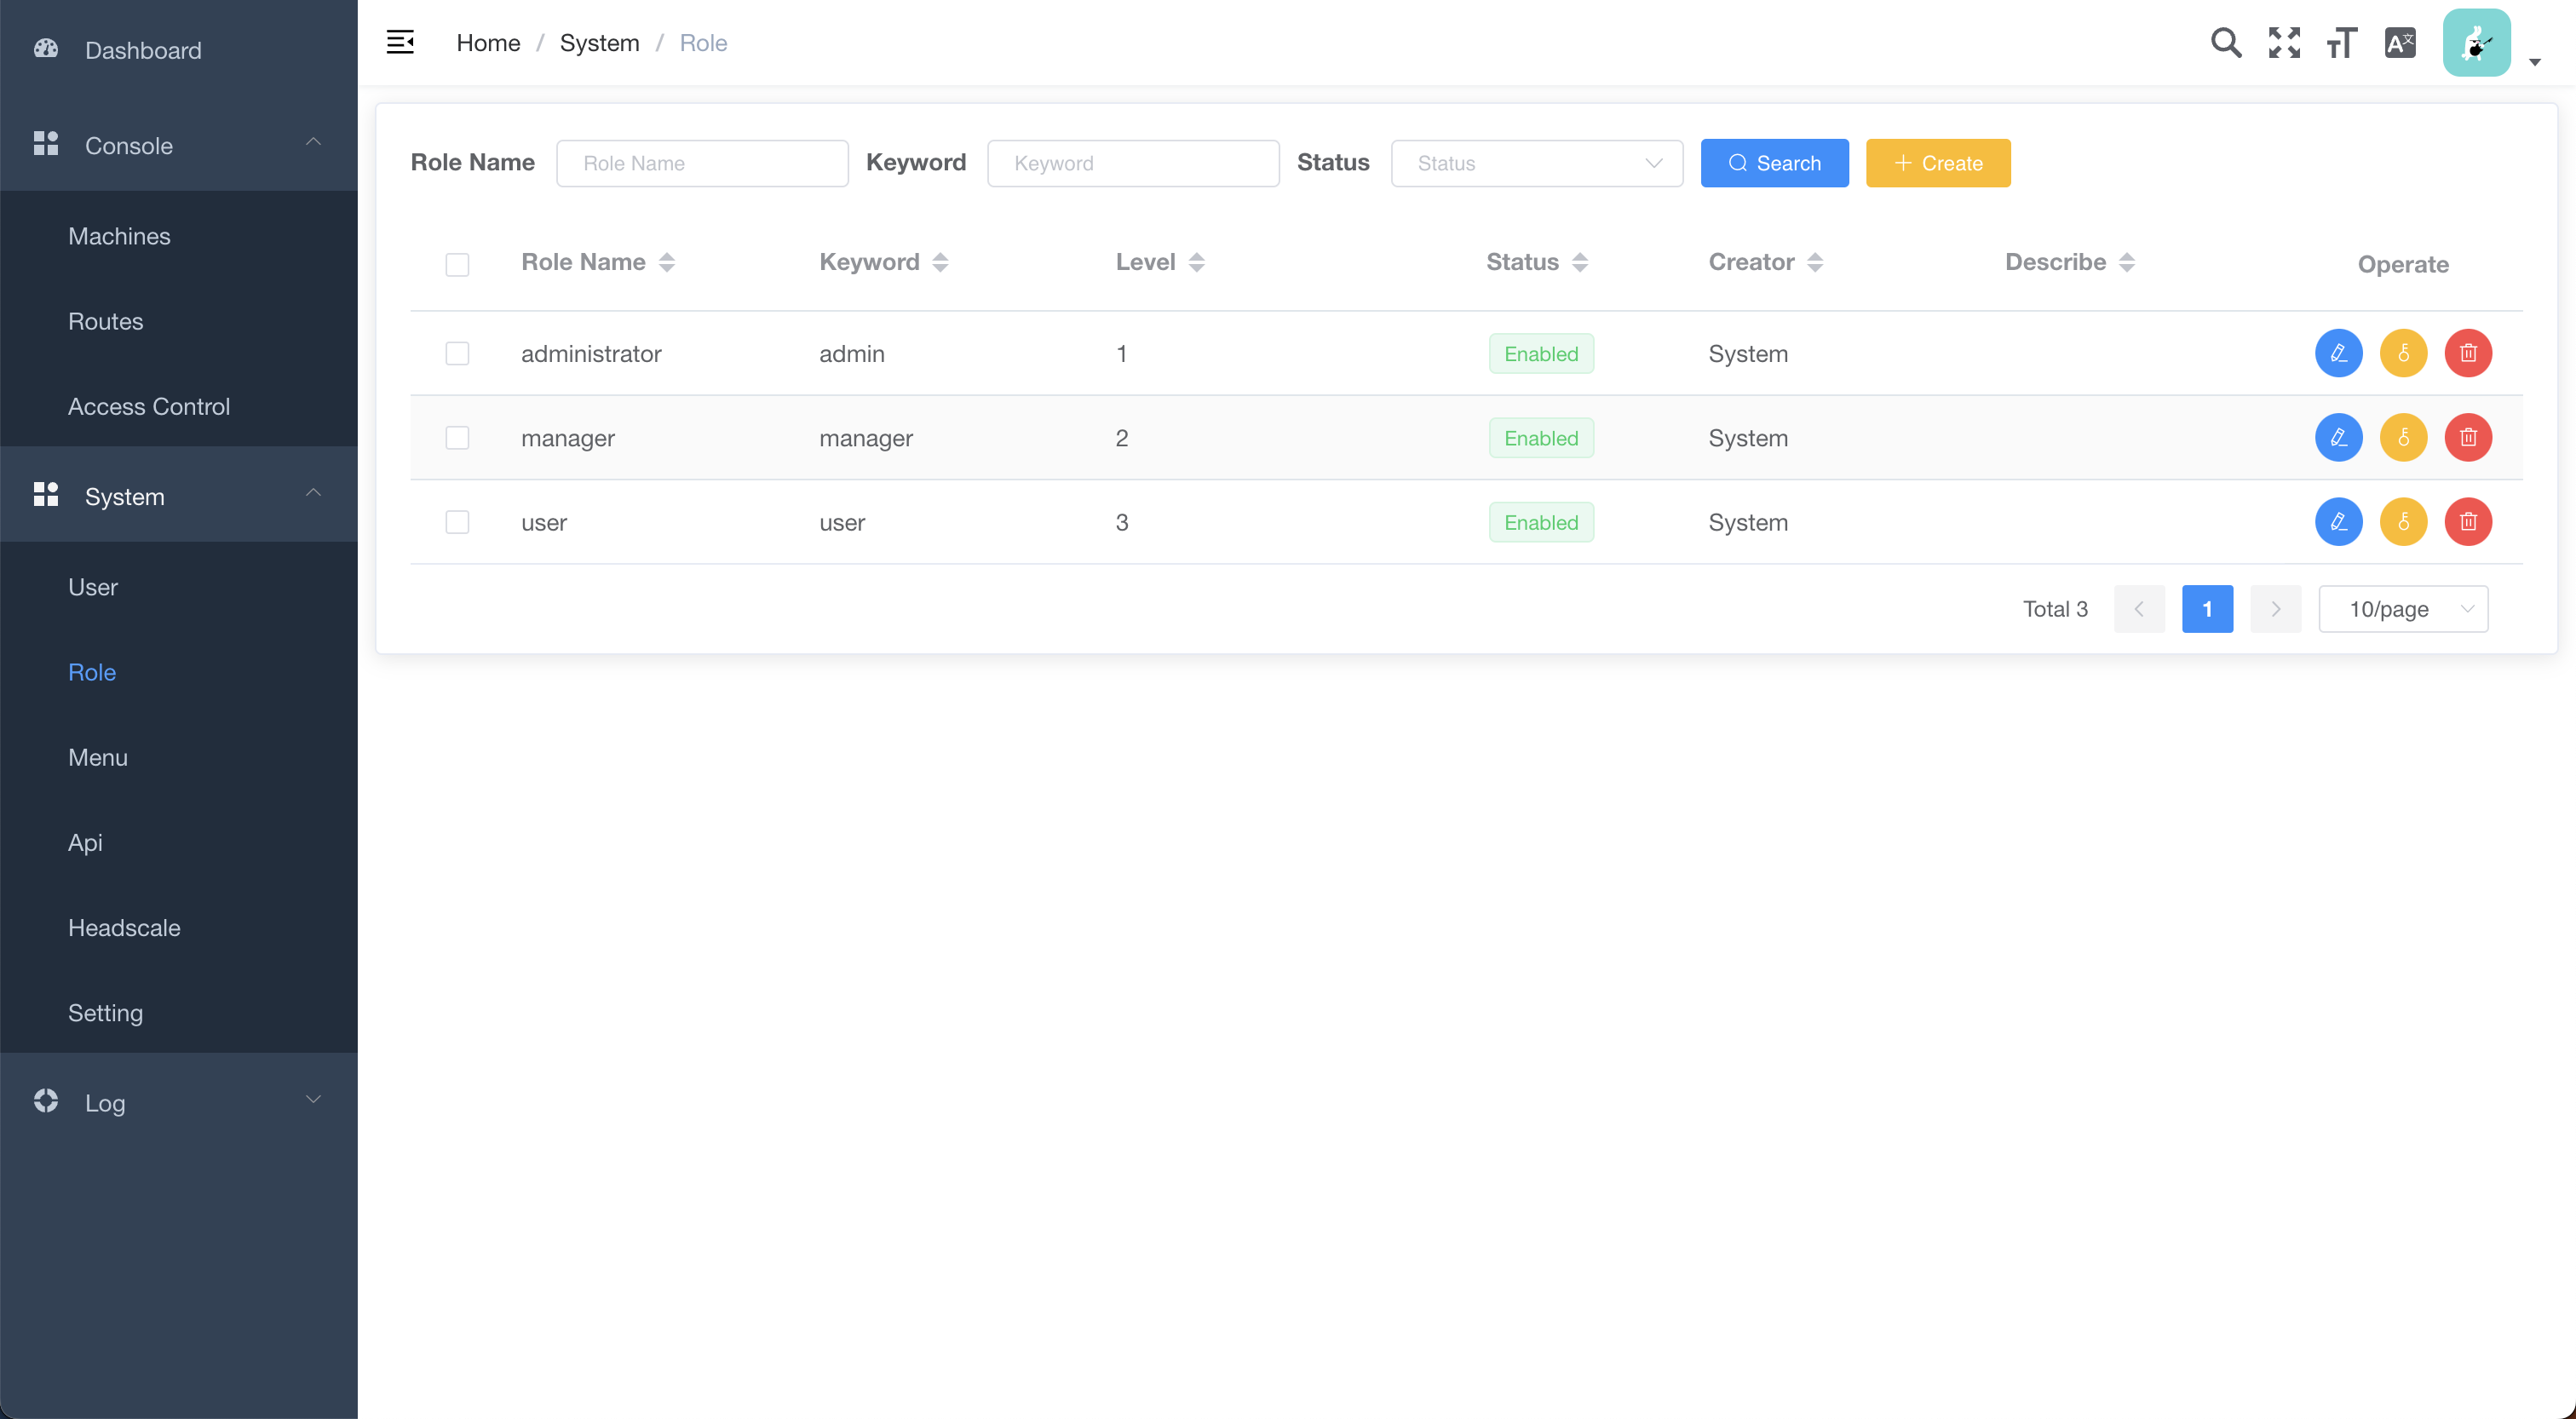 Dashboard
Console
Machines
Routes
Access Control
System
User
Role
Menu
Api
Headscale
Setting
Log
Home / System / Role
Role Name Role Name Keyword Keyword Status Status Search + Create
Role Name Keyword Level Status Creator Describe Operate
administrator admin 1 Enabled System
manager manager 2 Enabled System
user user 3 Enabled System
Total 3 1 10/page